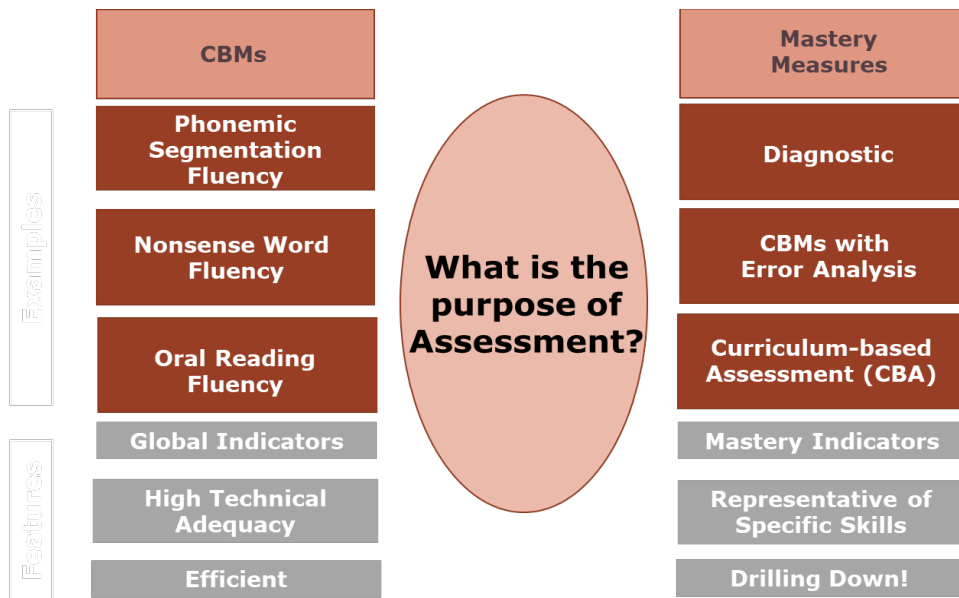 CBMs
Phonemic
Segmentation
Fluency
Nonsense Word
Fluency
Oral Reading
Fluency
Global Indicators
High Technical
Adequacy
Efficient
Examples
Features
What is the
purpose of
Assessment?
Mastery
Measures
Diagnostic
CBMs with
Error Analysis
Curriculum-based
Assessment (CBA)
Mastery Indicators
Representative of
Specific Skills
Drilling Down!